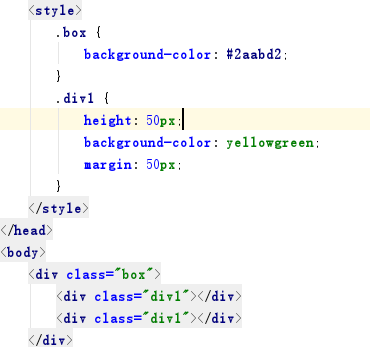 <style>
.box {
background-color: #2aabd2;
}
.div1 {
height: 50px;
background-color: yellowgreen;
margin: 50px;
}
</style>
</head>
<body>
<div class="box">
<div class="div1"></div>
<div class="div1"></div>
</div>